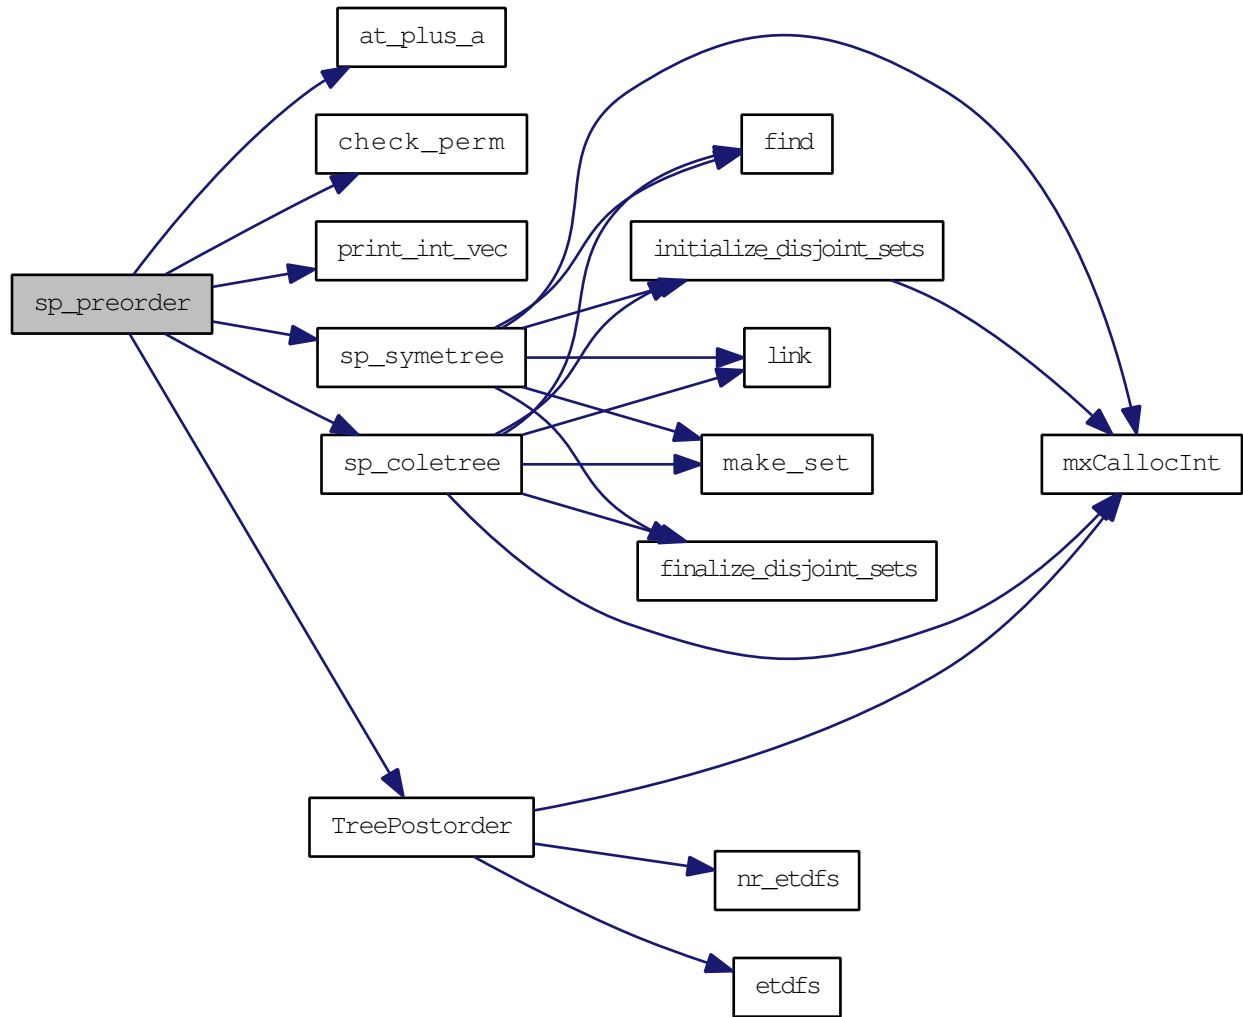 at_plus_a
check_perm
find
print_int_vec
initialize_disjoint_sets
sp_preorder
sp_symetree
link
sp_coletree
make_set
mxCallocInt
finalize_disjoint_sets
TreePostorder
nr_etdfs
etdfs